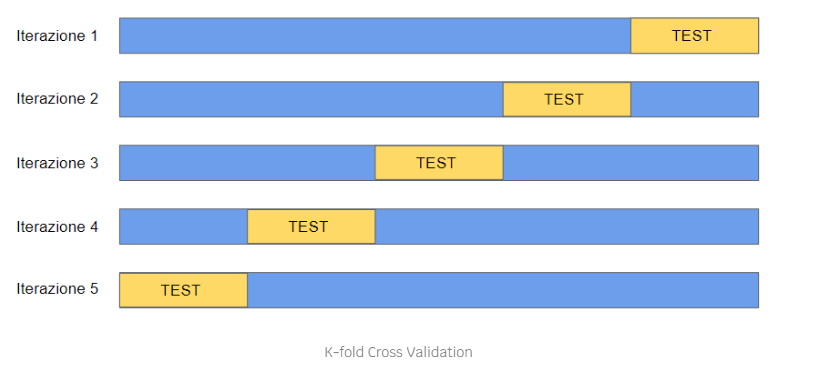 Iterazione 1 TEST
Iterazione 2 TEST
Iterazione 3 TEST
Iterazione 4 TEST
Iterazione 5 TEST
K-fold Cross Validation